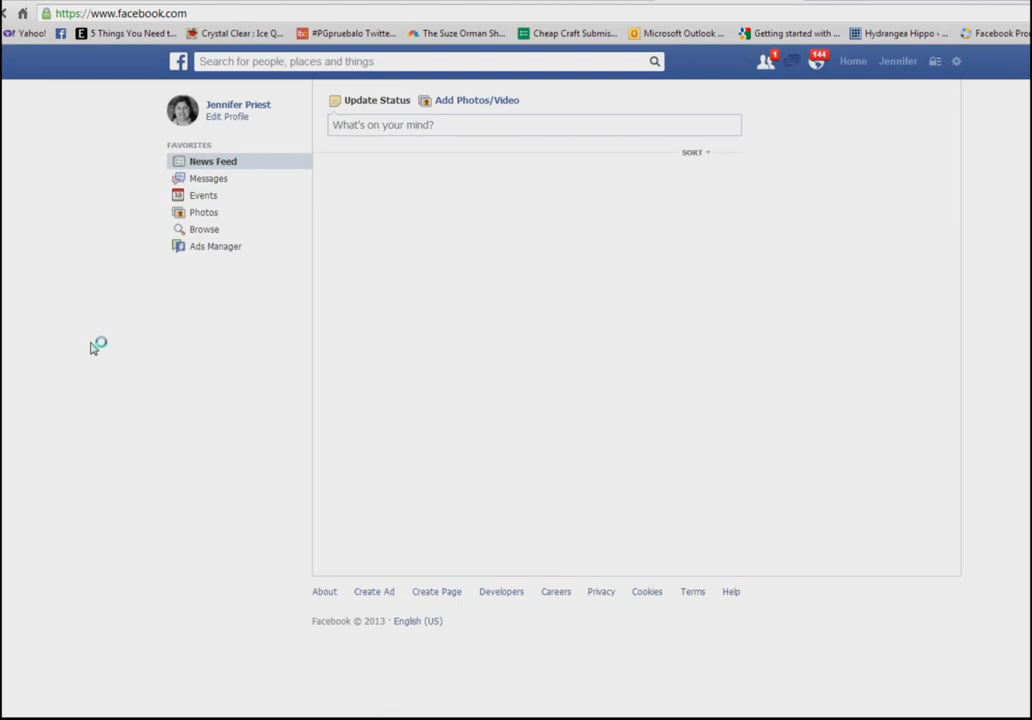 https://www.facebook.com
Yahoo!
5 Things You Need t...
Crystal Clear : Ice Q...
#PGpruebalo Twitte...
The Suze Orman Sh...
Cheap Craft Submis...
Microsoft Outlook ...
Getting started with ...
Hydrangea Hippo › ...
Facebook Pro
Search for people, places and things
1
144
Home
Jennifer
Jennifer Priest
Edit Profile
FAVORITES
News Feed
Messages
Events
Photos
Browse
Ads Manager
Update Status
Add Photos/Video
What's on your mind?
SORT
About Create Ad Create Page Developers Careers Privacy Cookies Terms Help
Facebook © 2013 · English (US)